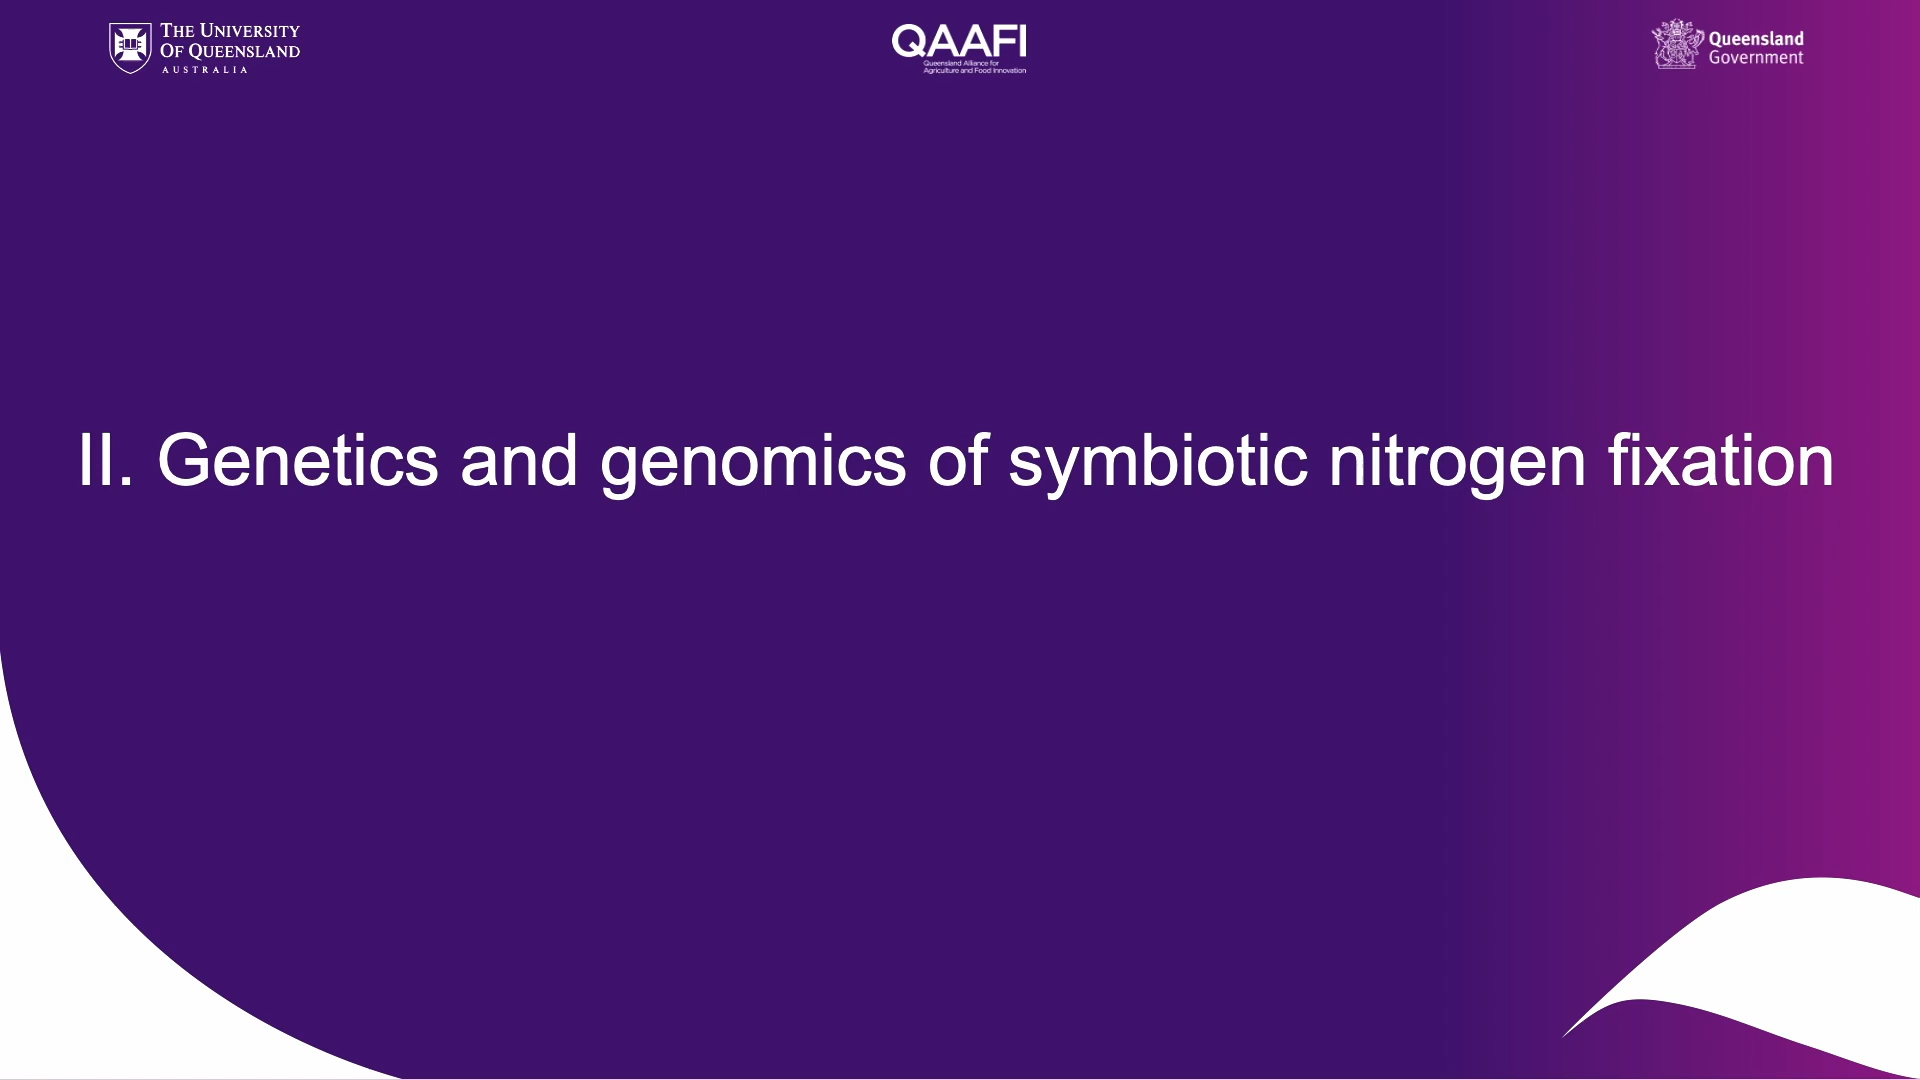 THE UNIVERSITY
OF QUEENSLAND
AUSTRALIA
QAAFI
Queensland Alliance for
Agriculture and Food Innovation
Queensland
Government
II. Genetics and genomics of symbiotic nitrogen fixation